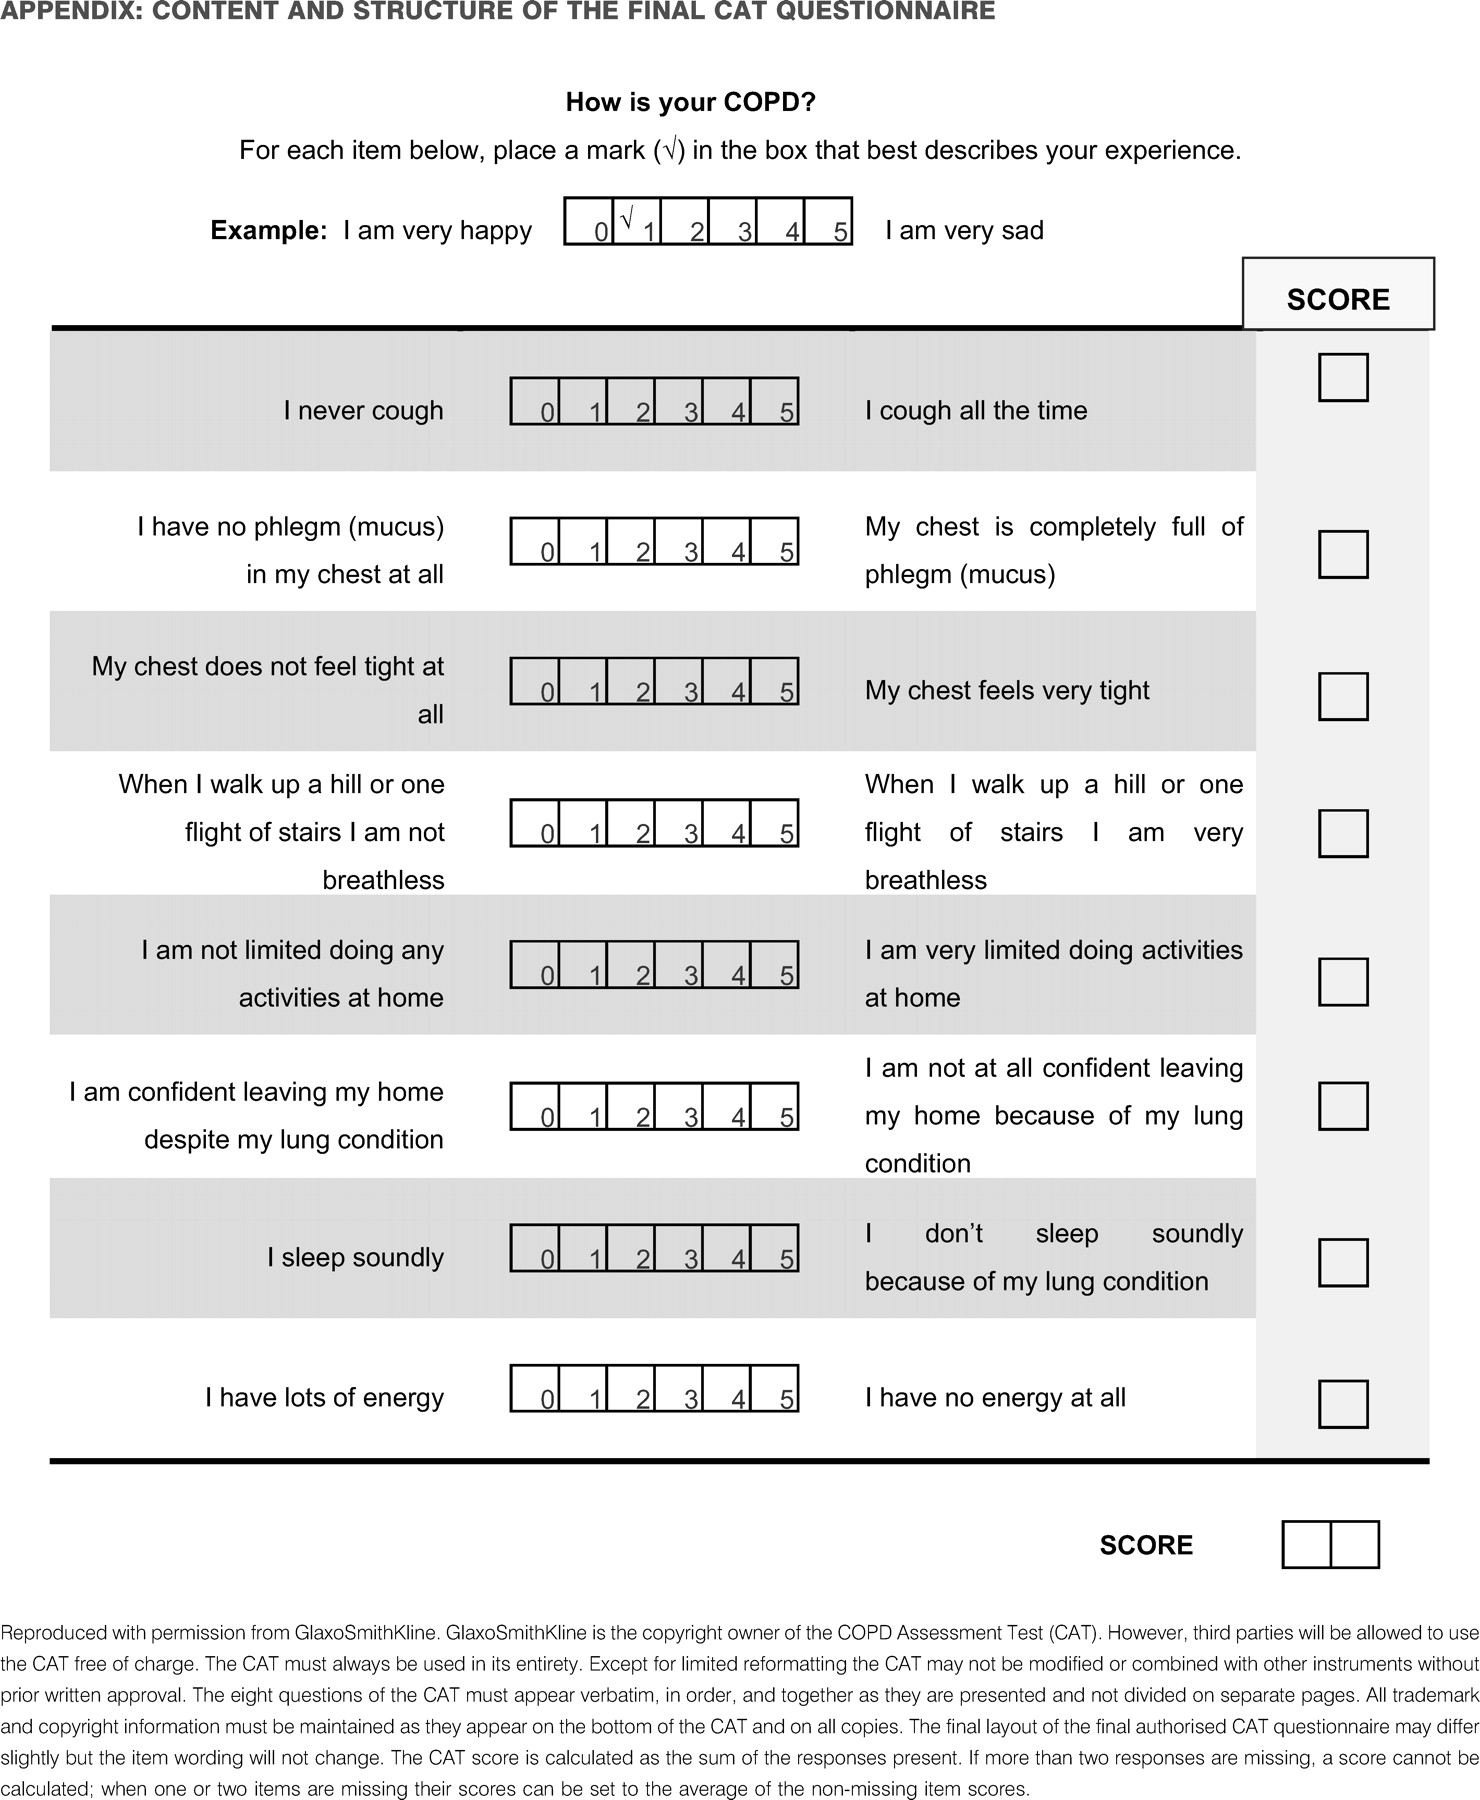 APPENDIX: CONTENT AND STRUCTURE OF THE FINAL CAT QUESTIONNAIRE
How is your COPD?
For each item below, place a mark (√) in the box that best describes your experience.
Example: I am very happy 0 √ 1 2 3 4 5 I am very sad
SCORE
I never cough 0 1 2 3 4 5 I cough all the time
I have no phlegm (mucus)
in my chest at all
0 1 2 3 4 5
My chest is completely full of
phlegm (mucus)
My chest does not feel tight at
all
0 1 2 3 4 5
My chest feels very tight
When I walk up a hill or one
flight of stairs I am not
breathless
0 1 2 3 4 5
When I walk up a hill or one
flight of stairs I am very
breathless
I am not limited doing any
activities at home
0 1 2 3 4 5
I am very limited doing activities
at home
I am confident leaving my home
despite my lung condition
0 1 2 3 4 5
I am not at all confident leaving
my home because of my lung
condition
I sleep soundly
0 1 2 3 4 5
I don’t sleep soundly
because of my lung condition
I have lots of energy 0 1 2 3 4 5 I have no energy at all
SCORE
Reproduced with permission from GlaxoSmithKline. GlaxoSmithKline is the copyright owner of the COPD Assessment Test (CAT). However, third parties will be allowed to use
the CAT free of charge. The CAT must always be used in its entirety. Except for limited reformatting the CAT may not be modified or combined with other instruments without
prior written approval. The eight questions of the CAT must appear verbatim, in order, and together as they are presented and not divided on separate pages. All trademark
and copyright information must be maintained as they appear on the bottom of the CAT and on all copies. The final layout of the final authorised CAT questionnaire may differ
slightly but the item wording will not change. The CAT score is calculated as the sum of the responses present. If more than two responses are missing, a score cannot be
calculated; when one or two items are missing their scores can be set to the average of the non-missing item scores.